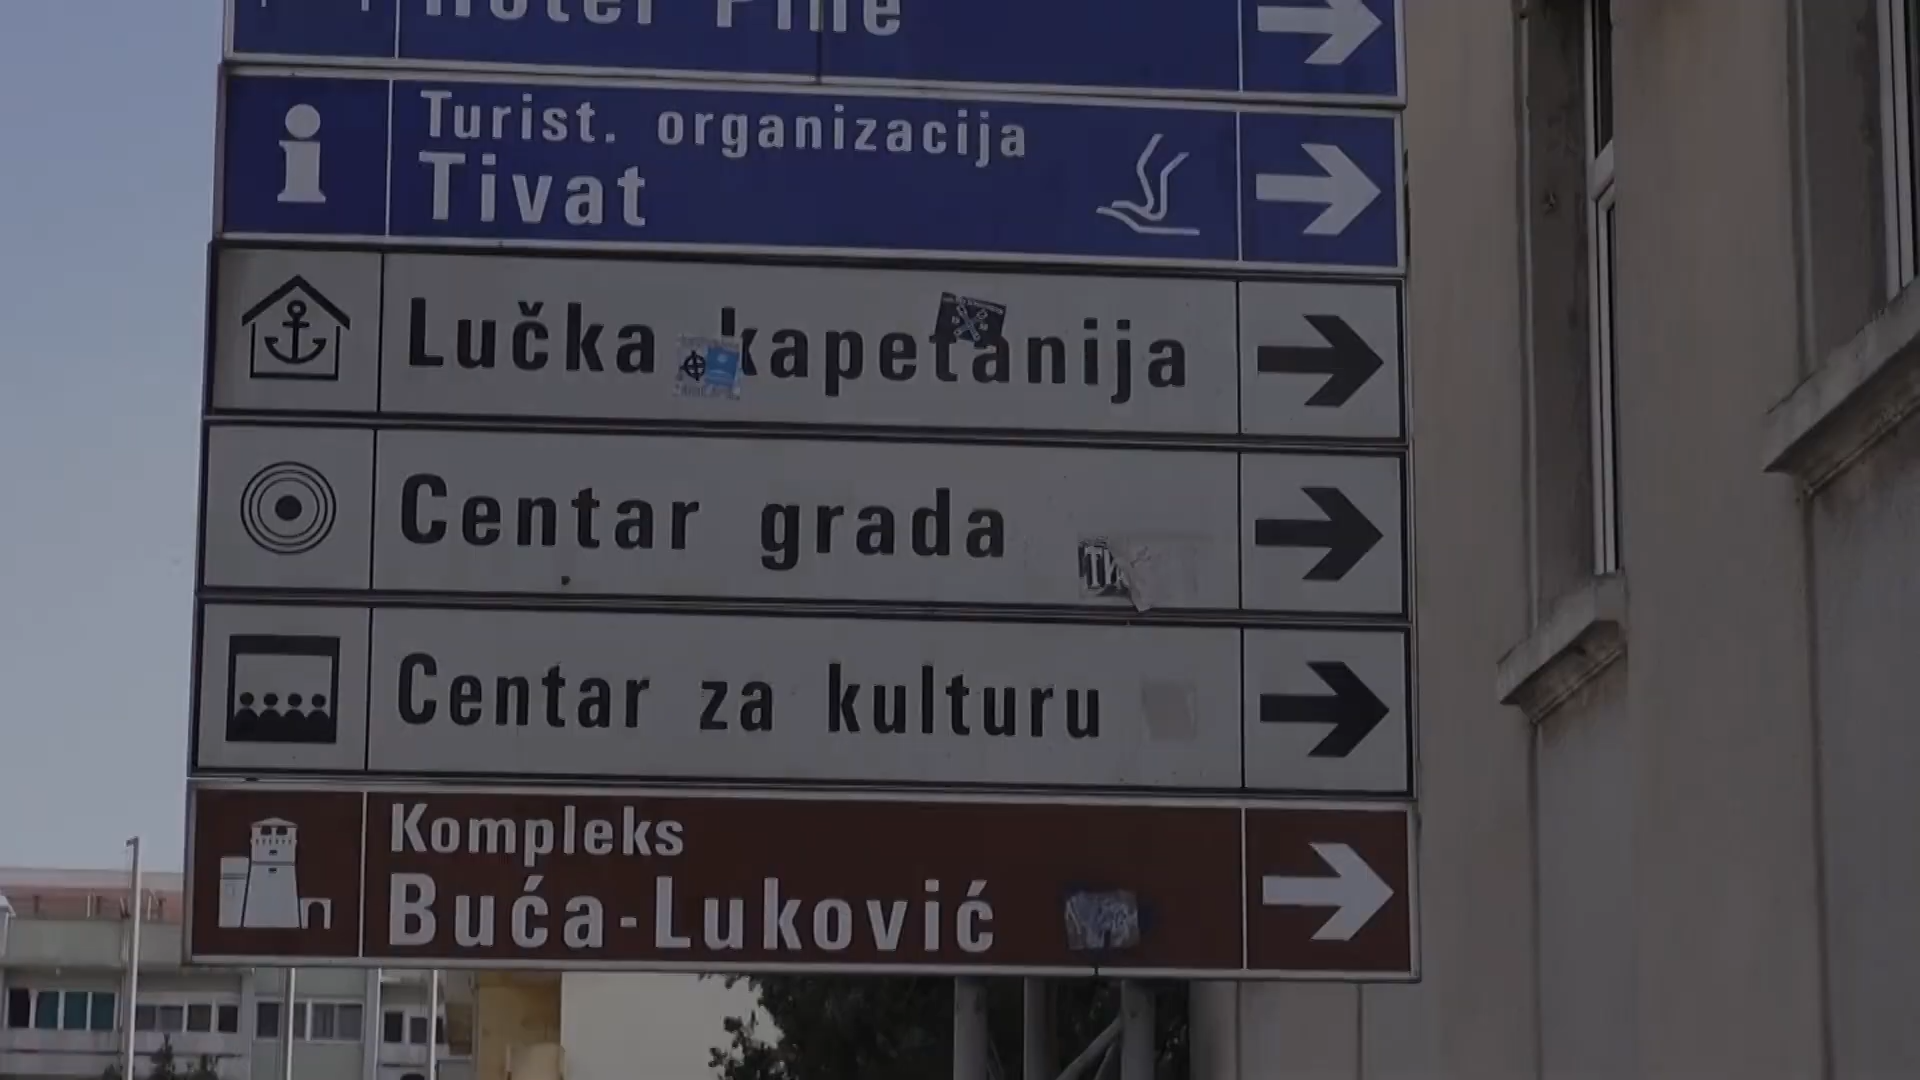 Hotel Pine
Turist. organizacija
Tivat
Lučka kapetanija
Centar grada
Centar za kulturu
Kompleks
Buća-Luković